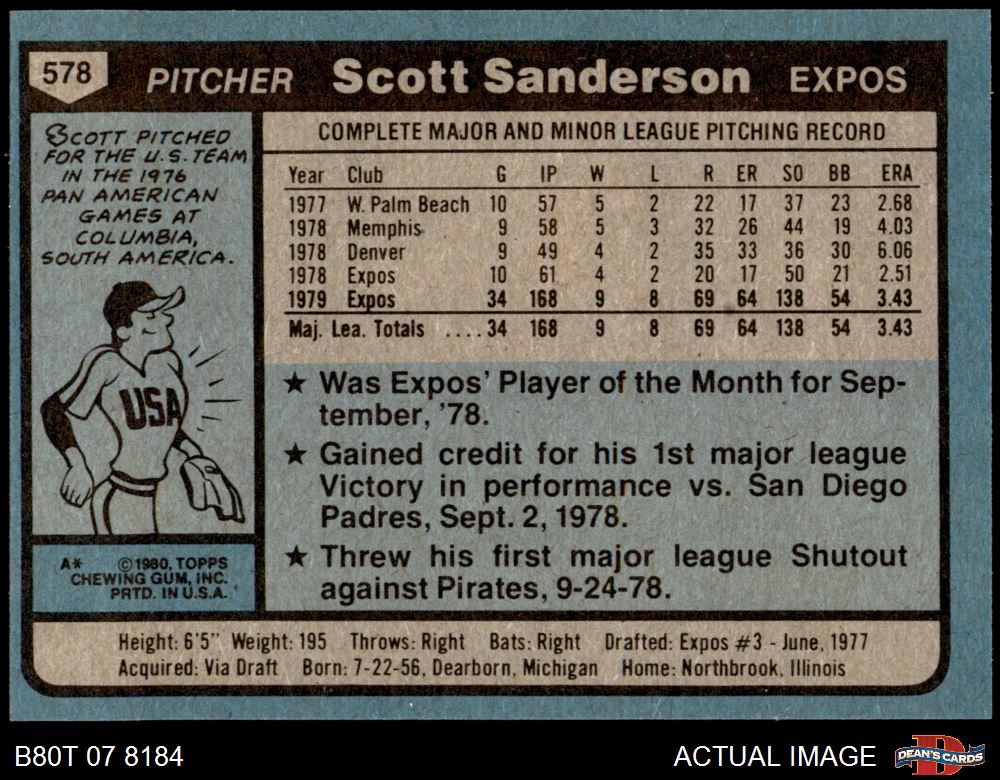 578 PITCHER Scott Sanderson EXPOS
SCOTT PITCHED
FOR THE U.S. TEAM
IN THE 1976
PAN AMERICAN
GAMES AT
COLUMBIA,
SOUTH AMERICA.
USA
A* ©1980, TOPPS
CHEWING GUM, INC.
PRTD. IN U.S.A.
COMPLETE MAJOR AND MINOR LEAGUE PITCHING RECORD
Year Club G IP W L R ER SO BB ERA
1977 W. Palm Beach 10 57 5 2 22 17 37 23 2.68
1978 Memphis 9 58 5 3 32 26 44 19 4.03
1978 Denver 9 49 4 2 35 33 36 30 6.06
1978 Expos 10 61 4 2 20 17 50 21 2.51
1979 Expos 34 168 9 8 69 64 138 54 3.43
Maj. Lea. Totals ....34 168 9 8 69 64 138 54 3.43
★ Was Expos' Player of the Month for Sep-
tember, '78.
★ Gained credit for his 1st major league
Victory in performance vs. San Diego
Padres, Sept. 2, 1978.
★ Threw his first major league Shutout
against Pirates, 9-24-78.
Height: 6'5" Weight: 195 Throws: Right Bats: Right Drafted: Expos #3 - June, 1977
Acquired: Via Draft Born: 7-22-56, Dearborn, Michigan Home: Northbrook, Illinois
B80T 07 8184 ACTUAL IMAGE DEAN'S CARDS